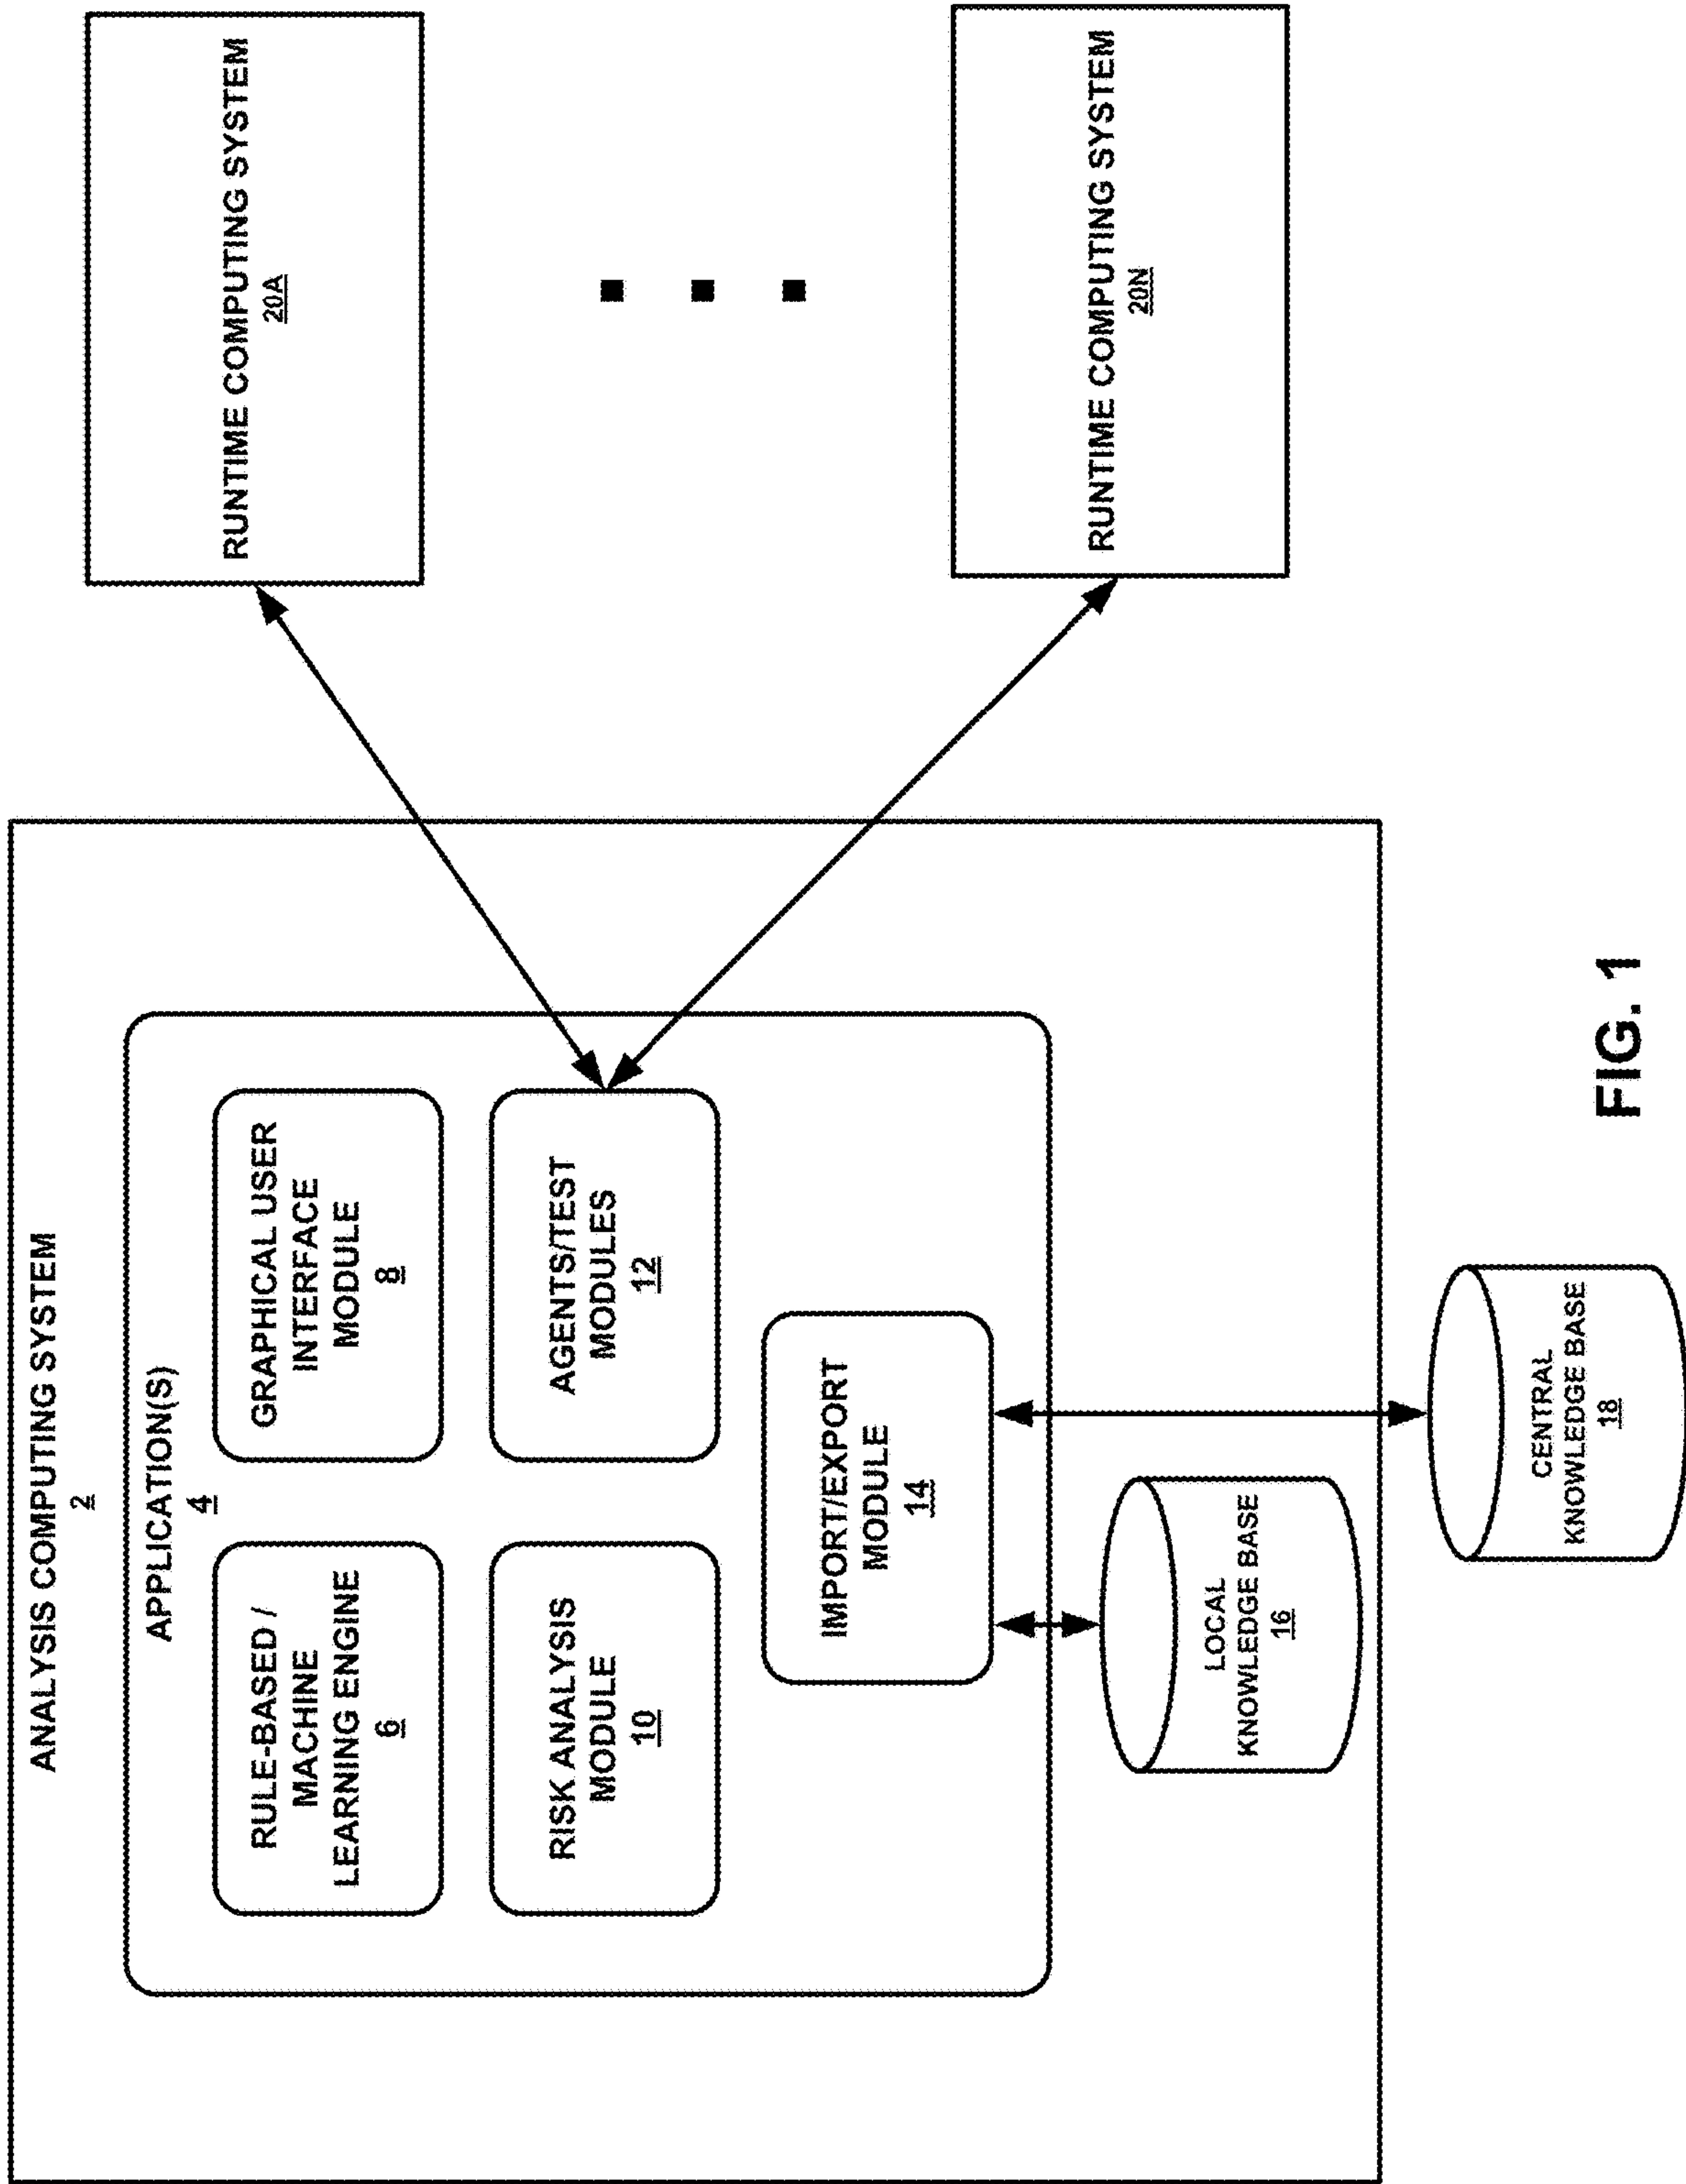 ANALYSIS COMPUTING SYSTEM
2
APPLICATION(S)
4
RULE-BASED /
MACHINE
LEARNING ENGINE
6
GRAPHICAL USER
INTERFACE
MODULE
8
RISK ANALYSIS
MODULE
10
AGENTS/TEST
MODULES
12
IMPORT/EXPORT
MODULE
14
LOCAL
KNOWLEDGE BASE
16
CENTRAL
KNOWLEDGE BASE
18
RUNTIME COMPUTING SYSTEM
20A
RUNTIME COMPUTING SYSTEM
20N
FIG. 1